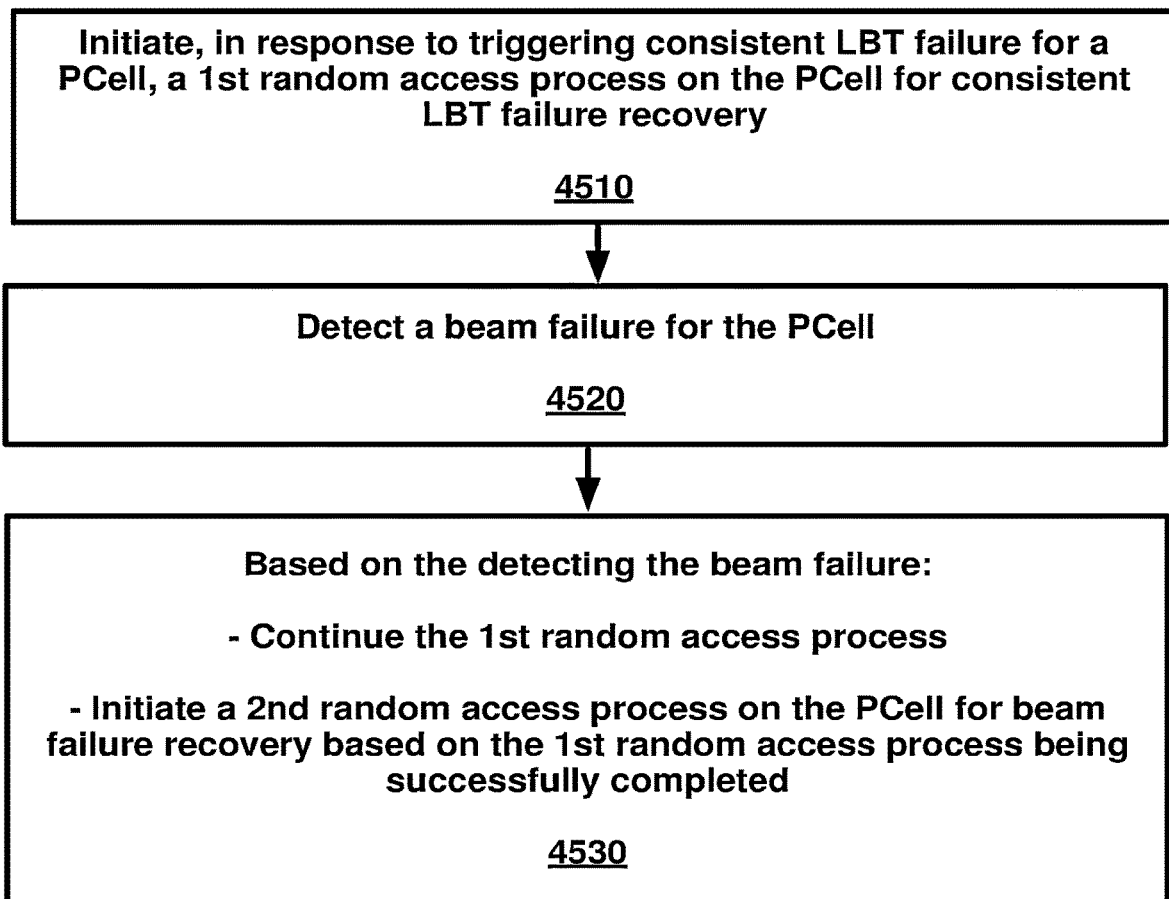 Initiate, in response to triggering consistent LBT failure for a
PCell, a 1st random access process on the PCell for consistent
LBT failure recovery
4510
Detect a beam failure for the PCell
4520
Based on the detecting the beam failure:
- Continue the 1st random access process
- Initiate a 2nd random access process on the PCell for beam
failure recovery based on the 1st random access process being
successfully completed
4530